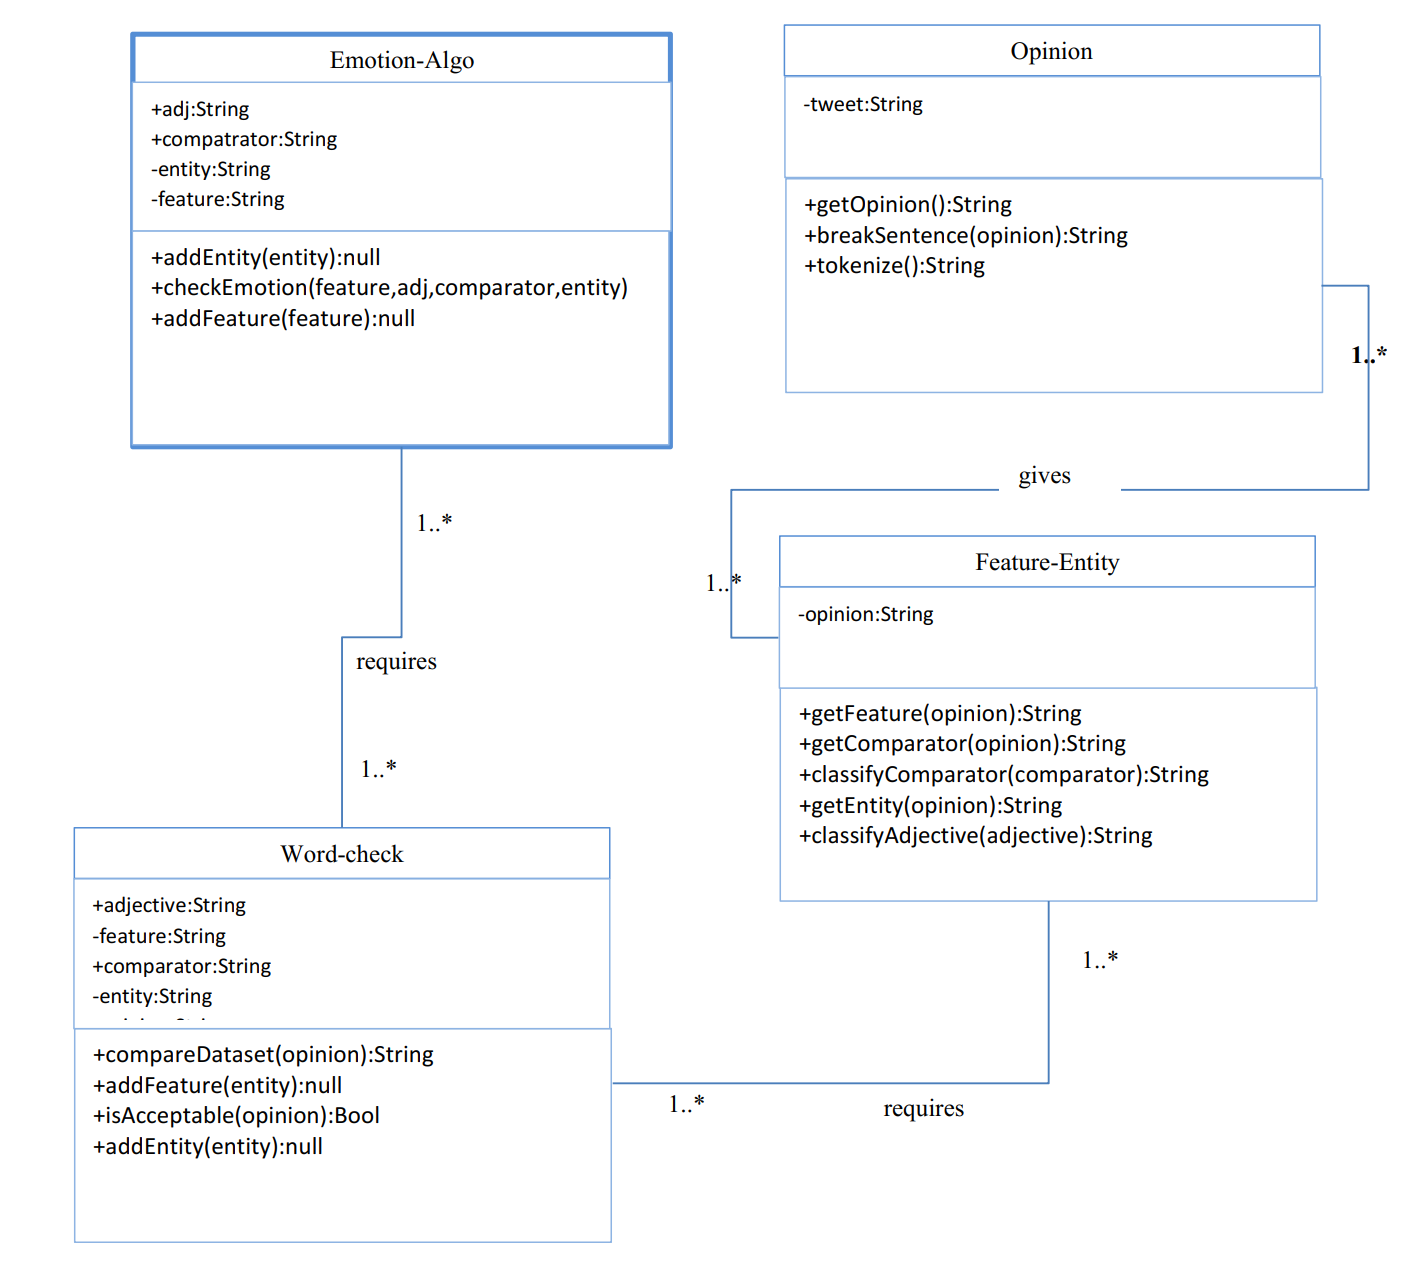 Emotion-Algo
+adj:String
+compatrator:String
-entity:String
-feature:String
+addEntity(entity):null
+checkEmotion(feature,adj,comparator,entity)
+addFeature(feature):null
Opinion
-tweet:String
+getOpinion():String
+breakSentence(opinion):String
+tokenize():String
1..*
gives
1..*
Feature-Entity
-opinion:String
+getFeature(opinion):String
+getComparator(opinion):String
+classifyComparator(comparator):String
+getEntity(opinion):String
+classifyAdjective(adjective):String
1..*
requires
1..*
Word-check
+adjective:String
-feature:String
+comparator:String
-entity:String
+compareDataset(opinion):String
+addFeature(entity):null
+isAcceptable(opinion):Bool
+addEntity(entity):null
1..*
1..*
requires